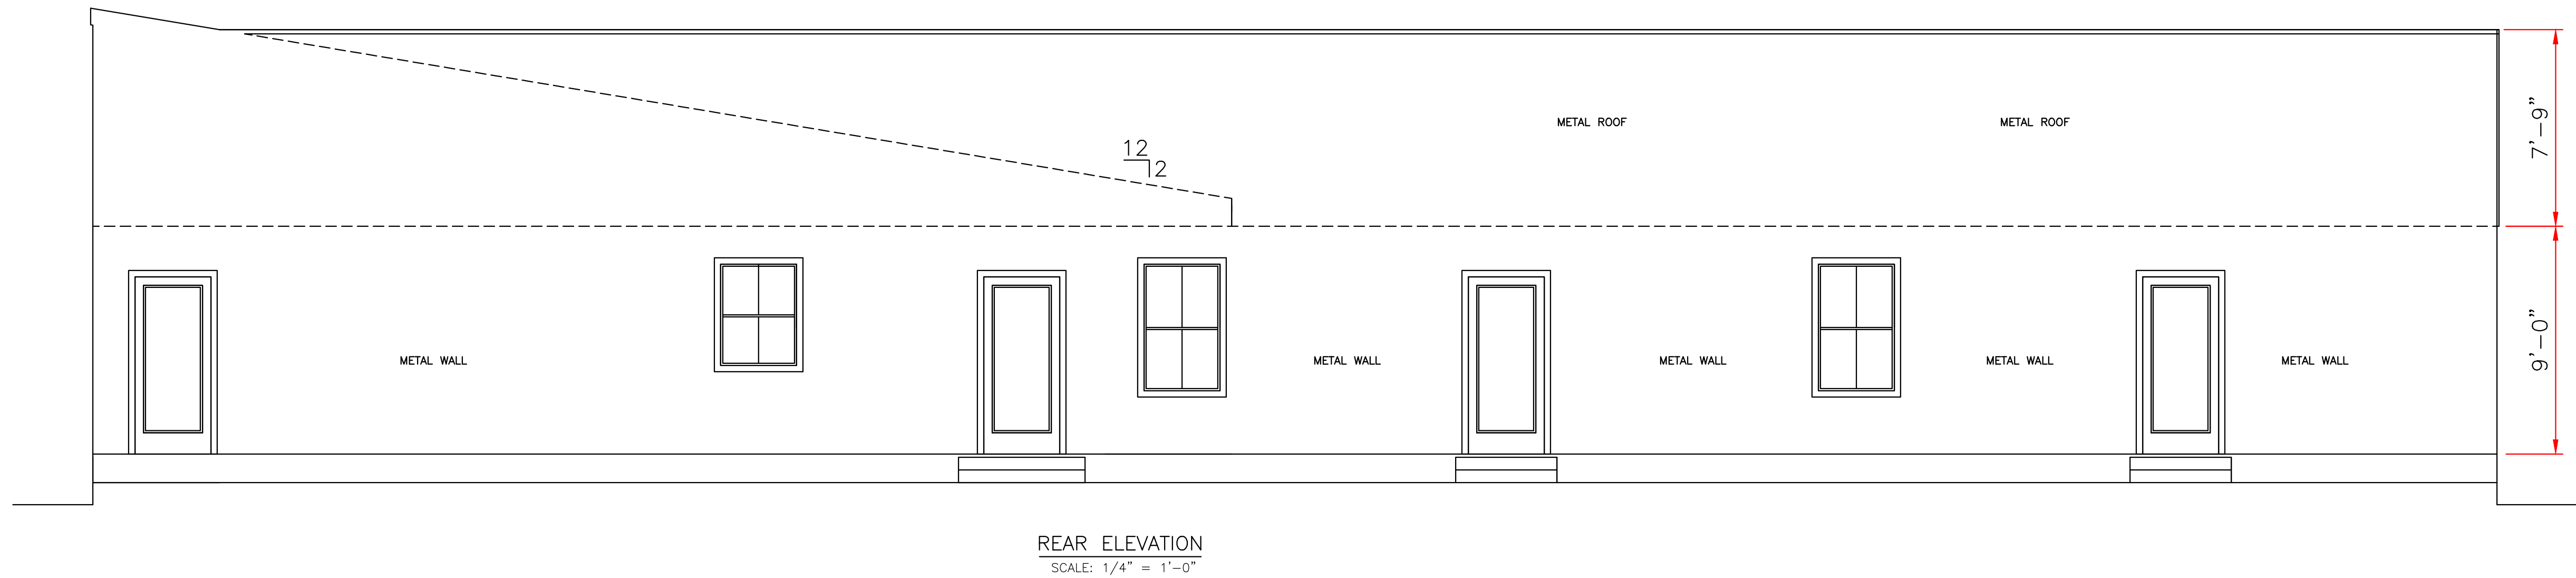 METAL ROOF
METAL ROOF
7'-9"
12
2
METAL WALL
METAL WALL
METAL WALL
METAL WALL
METAL WALL
9'-0"
REAR ELEVATION
SCALE: 1/4" = 1'-0"